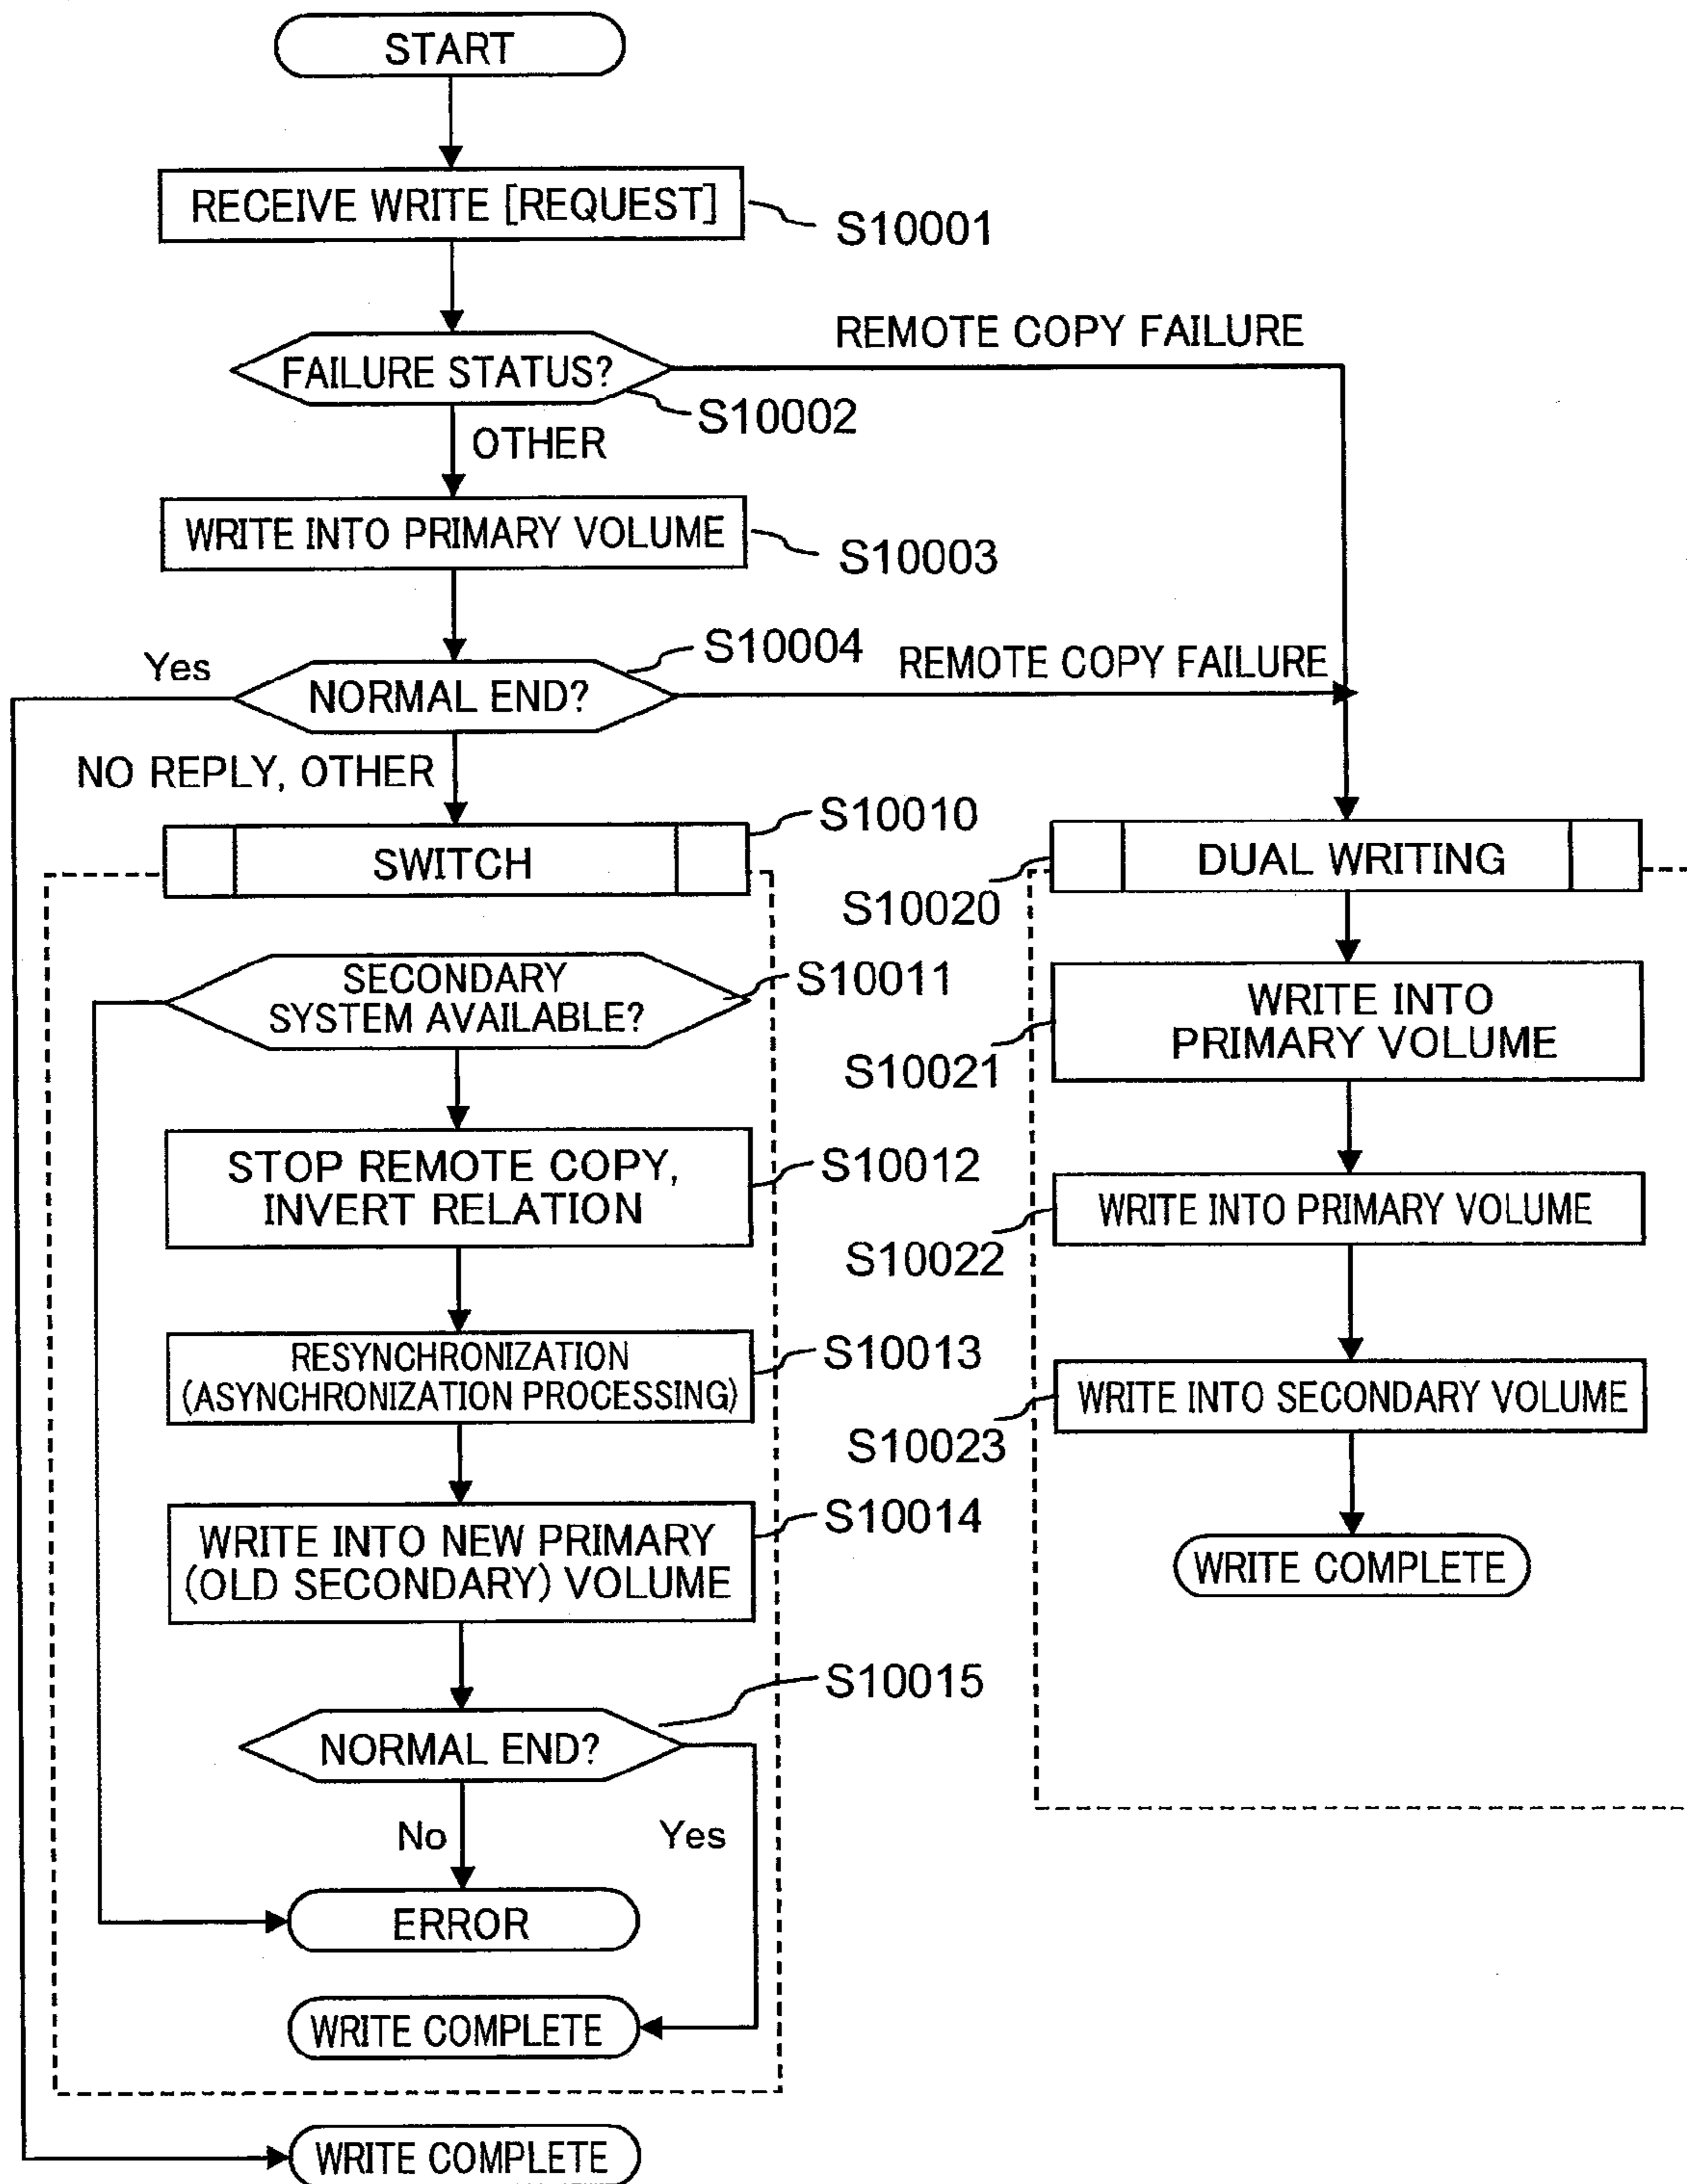 START
RECEIVE WRITE [REQUEST]
S10001
REMOTE COPY FAILURE
FAILURE STATUS?
S10002
OTHER
WRITE INTO PRIMARY VOLUME
S10003
S10004
Yes
REMOTE COPY FAILURE
NORMAL END?
NO REPLY, OTHER
S10010
SWITCH
SECONDARY
SYSTEM AVAILABLE?
S10011
STOP REMOTE COPY,
INVERT RELATION
S10012
RESYNCHRONIZATION
(ASYNCHRONIZATION PROCESSING)
S10013
WRITE INTO NEW PRIMARY
(OLD SECONDARY) VOLUME
S10014
S10015
NORMAL END?
No
Yes
ERROR
WRITE COMPLETE
WRITE COMPLETE
DUAL WRITING
S10020
WRITE INTO
PRIMARY VOLUME
S10021
WRITE INTO PRIMARY VOLUME
S10022
WRITE INTO SECONDARY VOLUME
S10023
WRITE COMPLETE